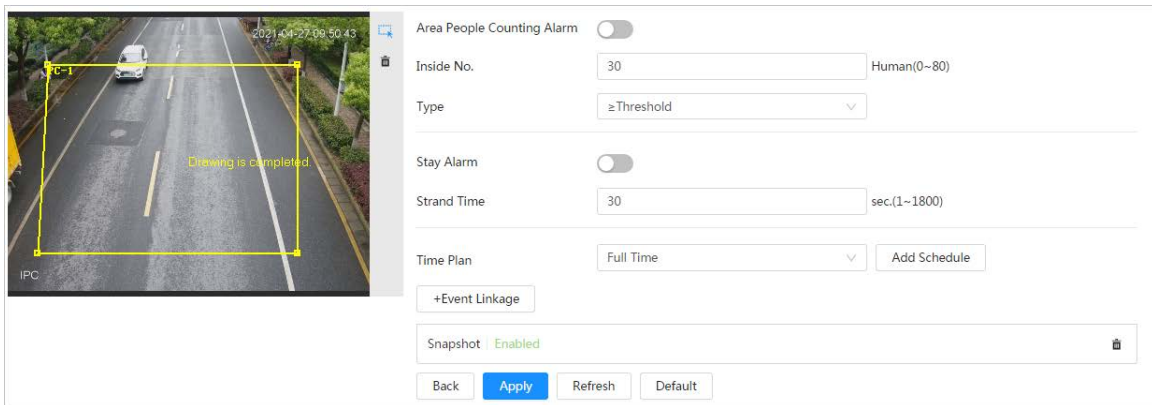 2021-04-27 09:50:43
PC-1
Drawing is completed.
IPC
Area People Counting Alarm
Inside No. 30 Human(0~80)
Type ≥Threshold
Stay Alarm
Strand Time 30 sec.(1~1800)
Time Plan Full Time Add Schedule
+Event Linkage
Snapshot Enabled
Back Apply Refresh Default